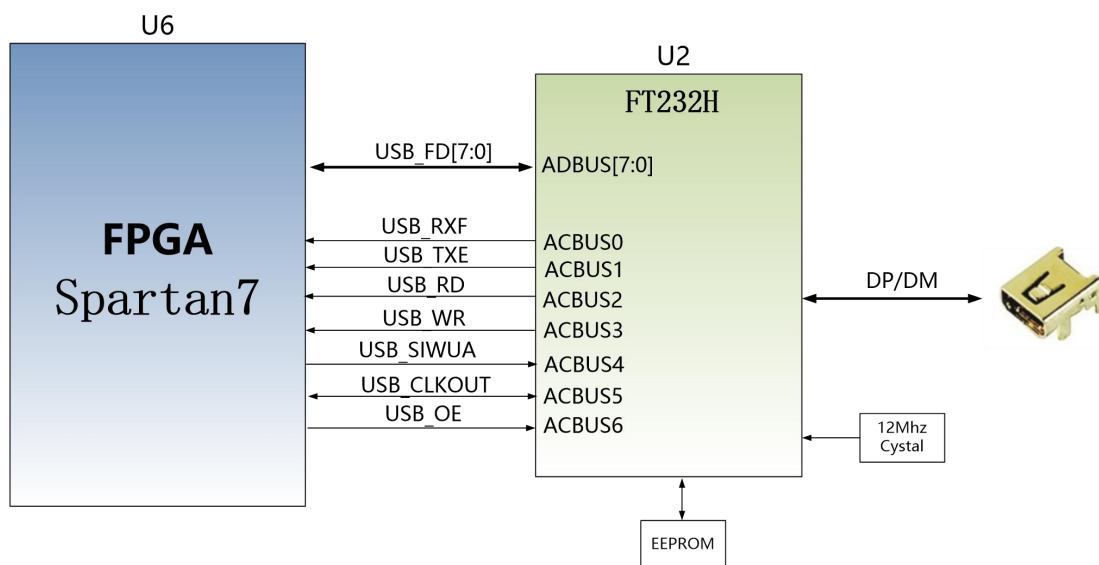 U6
U2
FT232H
USB_FD[7:0]
ADBUS[7:0]
FPGA
Spartan7
USB_RXF
ACBUS0
USB_TXE
ACBUS1
USB_RD
ACBUS2
USB_WR
ACBUS3
USB_SIWUA
ACBUS4
USB_CLKOUT
ACBUS5
USB_OE
ACBUS6
DP/DM
12Mhz
Cystal
EEPROM